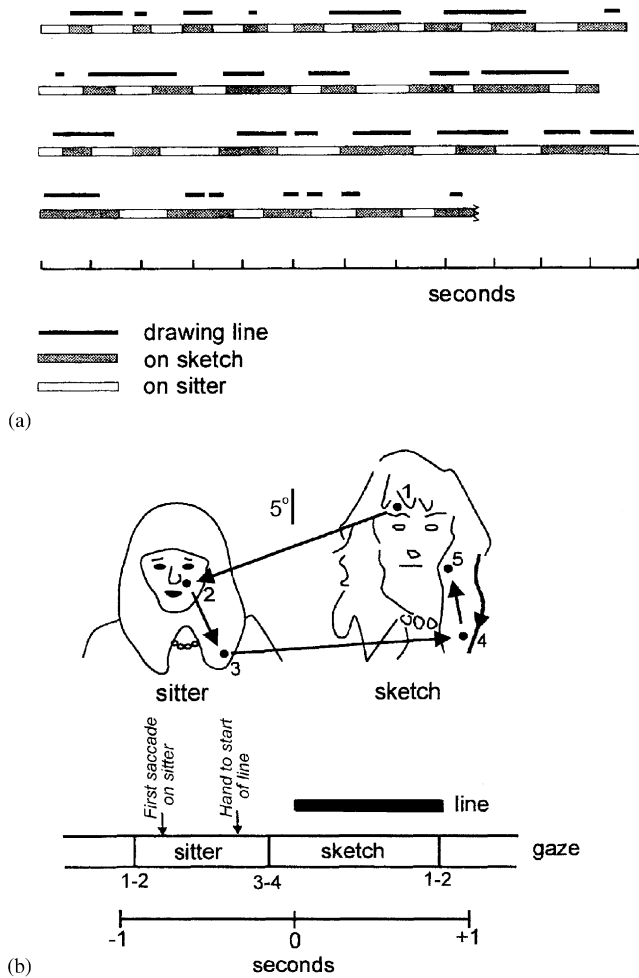 seconds
drawing line
on sketch
on sitter
(a)
5°
1
2
3
4
5
sitter
sketch
First saccade
on sitter
Hand to start
of line
line
sitter
sketch
gaze
1-2
3-4
1-2
-1
0
+1
seconds
(b)